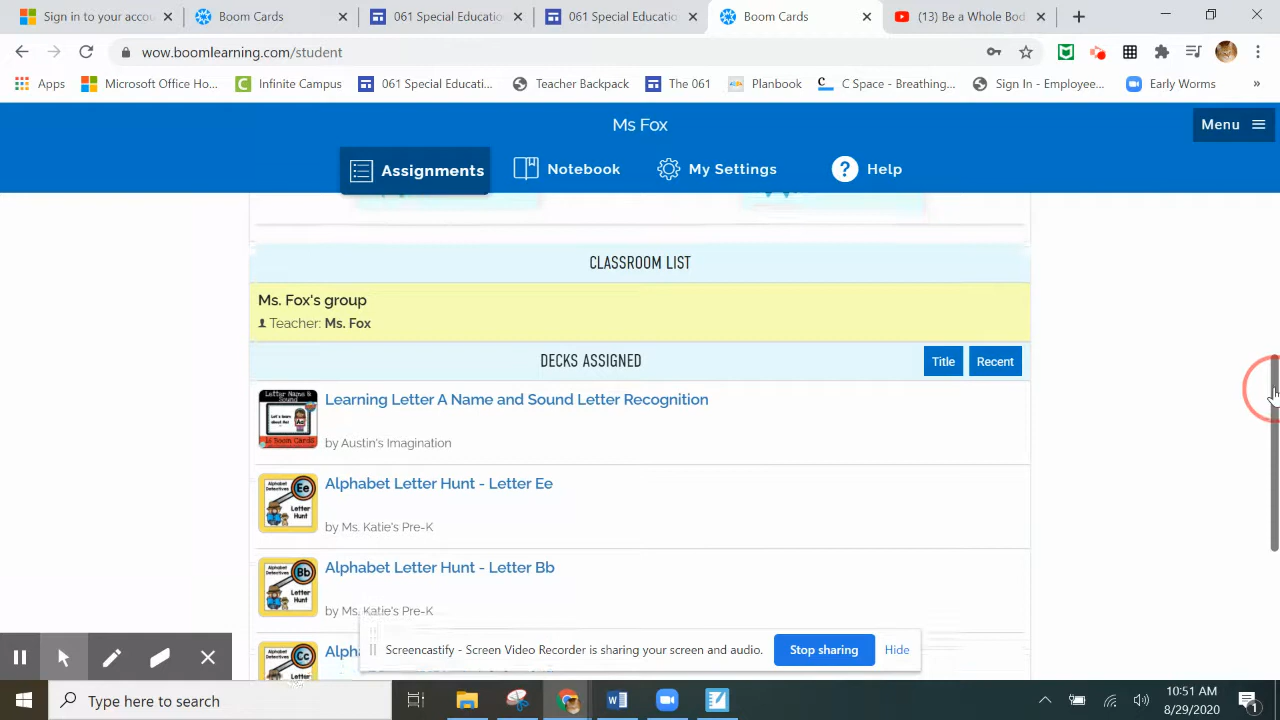 Sign in to your accou
Boom Cards
061 Special Educatio
061 Special Educatio
Boom Cards
(13) Be a Whole Bod
wow.boomlearning.com/student
Apps
Microsoft Office Ho...
Infinite Campus
061 Special Educati...
Teacher Backpack
The 061
Planbook
C Space - Breathing...
Sign In - Employee...
Early Worms
»
Ms Fox
Menu
Assignments
Notebook
My Settings
? Help
CLASSROOM LIST
Ms. Fox's group
Teacher: Ms. Fox
DECKS ASSIGNED
Title
Recent
Learning Letter A Name and Sound Letter Recognition
by Austin's Imagination
Alphabet Letter Hunt - Letter Ee
by Ms. Katie's Pre-K
Alphabet Letter Hunt - Letter Bb
by Ms. Katie's Pre-K
Screencastify - Screen Video Recorder is sharing your screen and audio.
Stop sharing
Hide
Type here to search
10:51 AM
8/29/2020